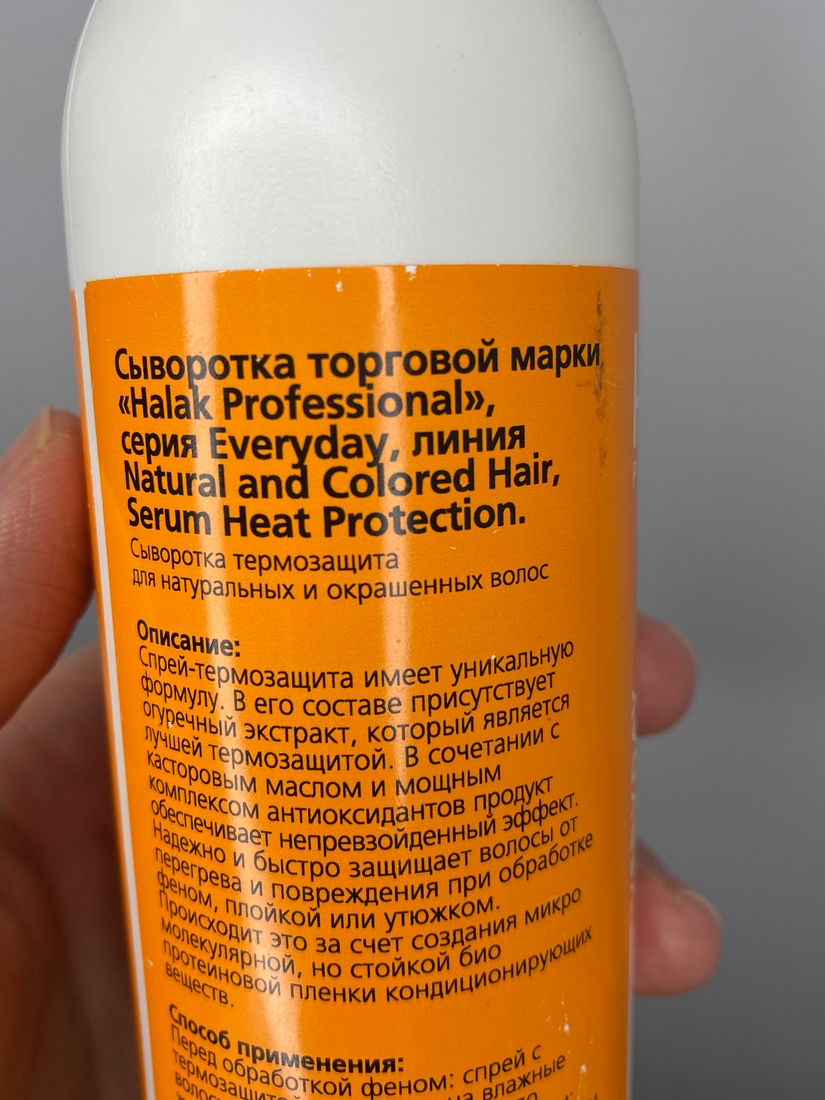 Сыворотка торговой марки
«Halak Professional»,
серия Everyday, линия
Natural and Colored Hair,
Serum Heat Protection.
Сыворотка термозащита
для натуральных и окрашенных волос
Описание:
Спрей-термозащита имеет уникальную
формулу. В его составе присутствует
огуречный экстракт, который является
лучшей термозащитой. В сочетании с
касторовым маслом и мощным
комплексом антиоксидантов продукт
обеспечивает непревзойденный эффект.
Надежно и быстро защищает волосы от
перегрева и повреждения при обработке
феном, плойкой или утюжком.
Происходит это за счет создания микро
молекулярной, но стойкой био
протеиновой пленки кондиционирующих
веществ.
Способ применения:
Перед обработкой феном: спрей с
термозащитой на влажные